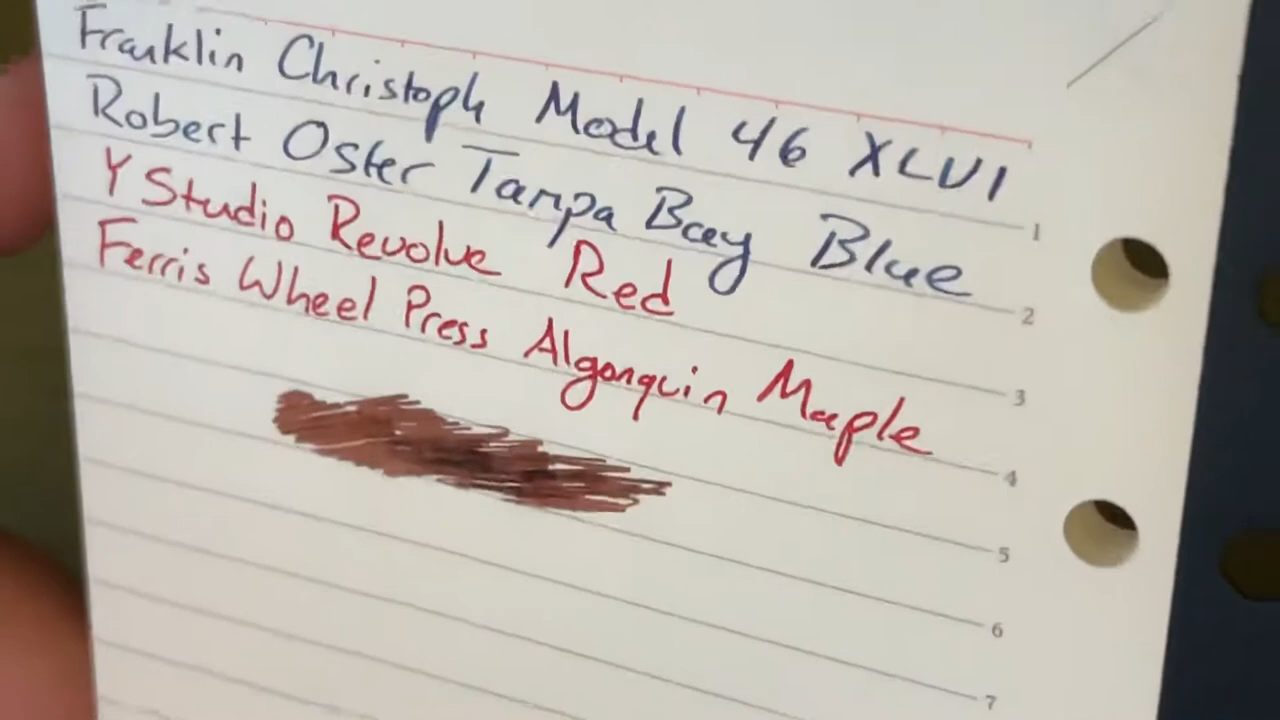 Franklin Christoph Model 46 XLVI
Robert Oster Tampa Bay Blue
Y Studio Revolve Red
Ferris Wheel Press Algonquin Maple
1
2
3
4
5
6
7